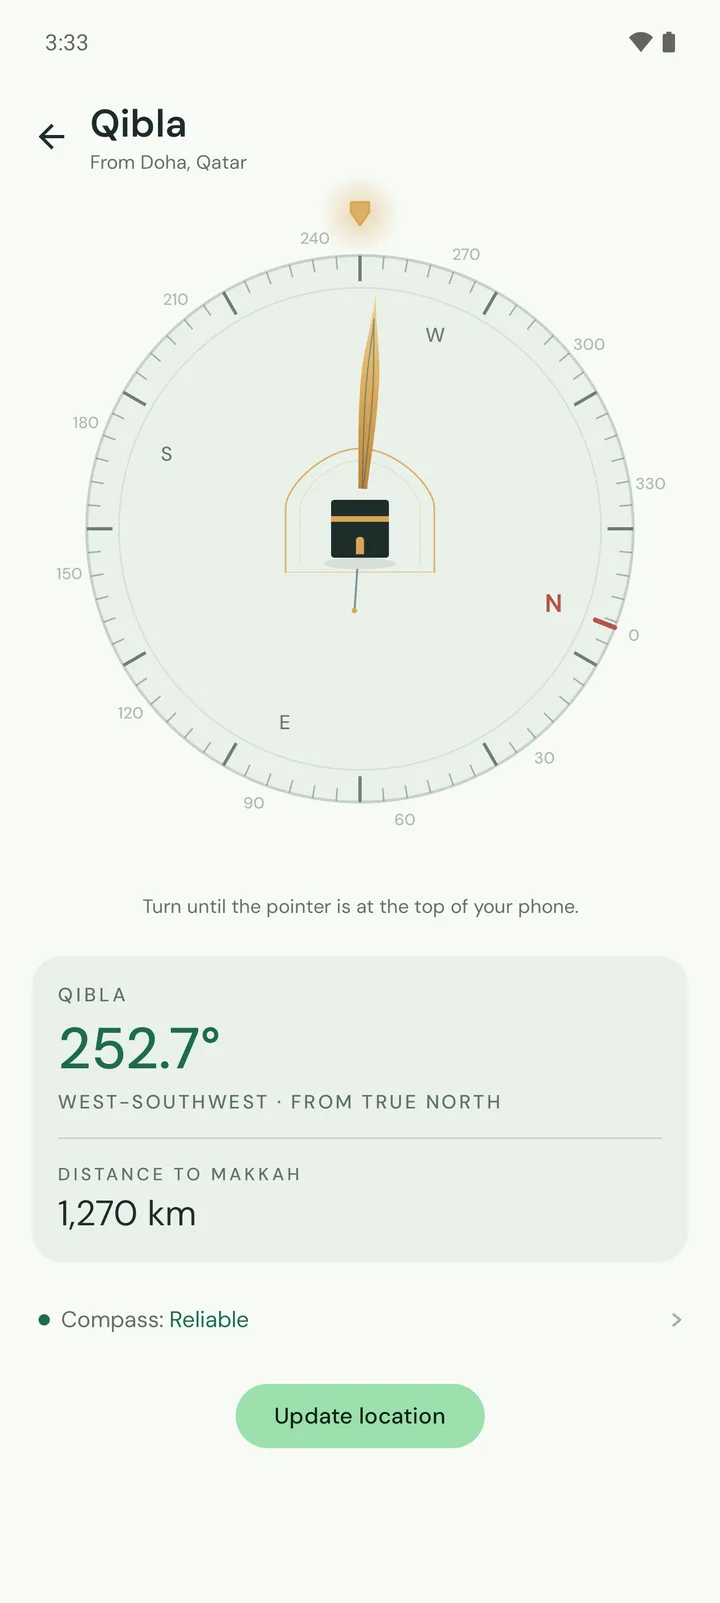 3:33
Qibla
From Doha, Qatar
240
270
210
W
300
180
S
330
150
N
0
120
E
30
90
60
Turn until the pointer is at the top of your phone.
QIBLA
252.7°
WEST-SOUTHWEST · FROM TRUE NORTH
DISTANCE TO MAKKAH
1,270 km
Compass: Reliable
Update location